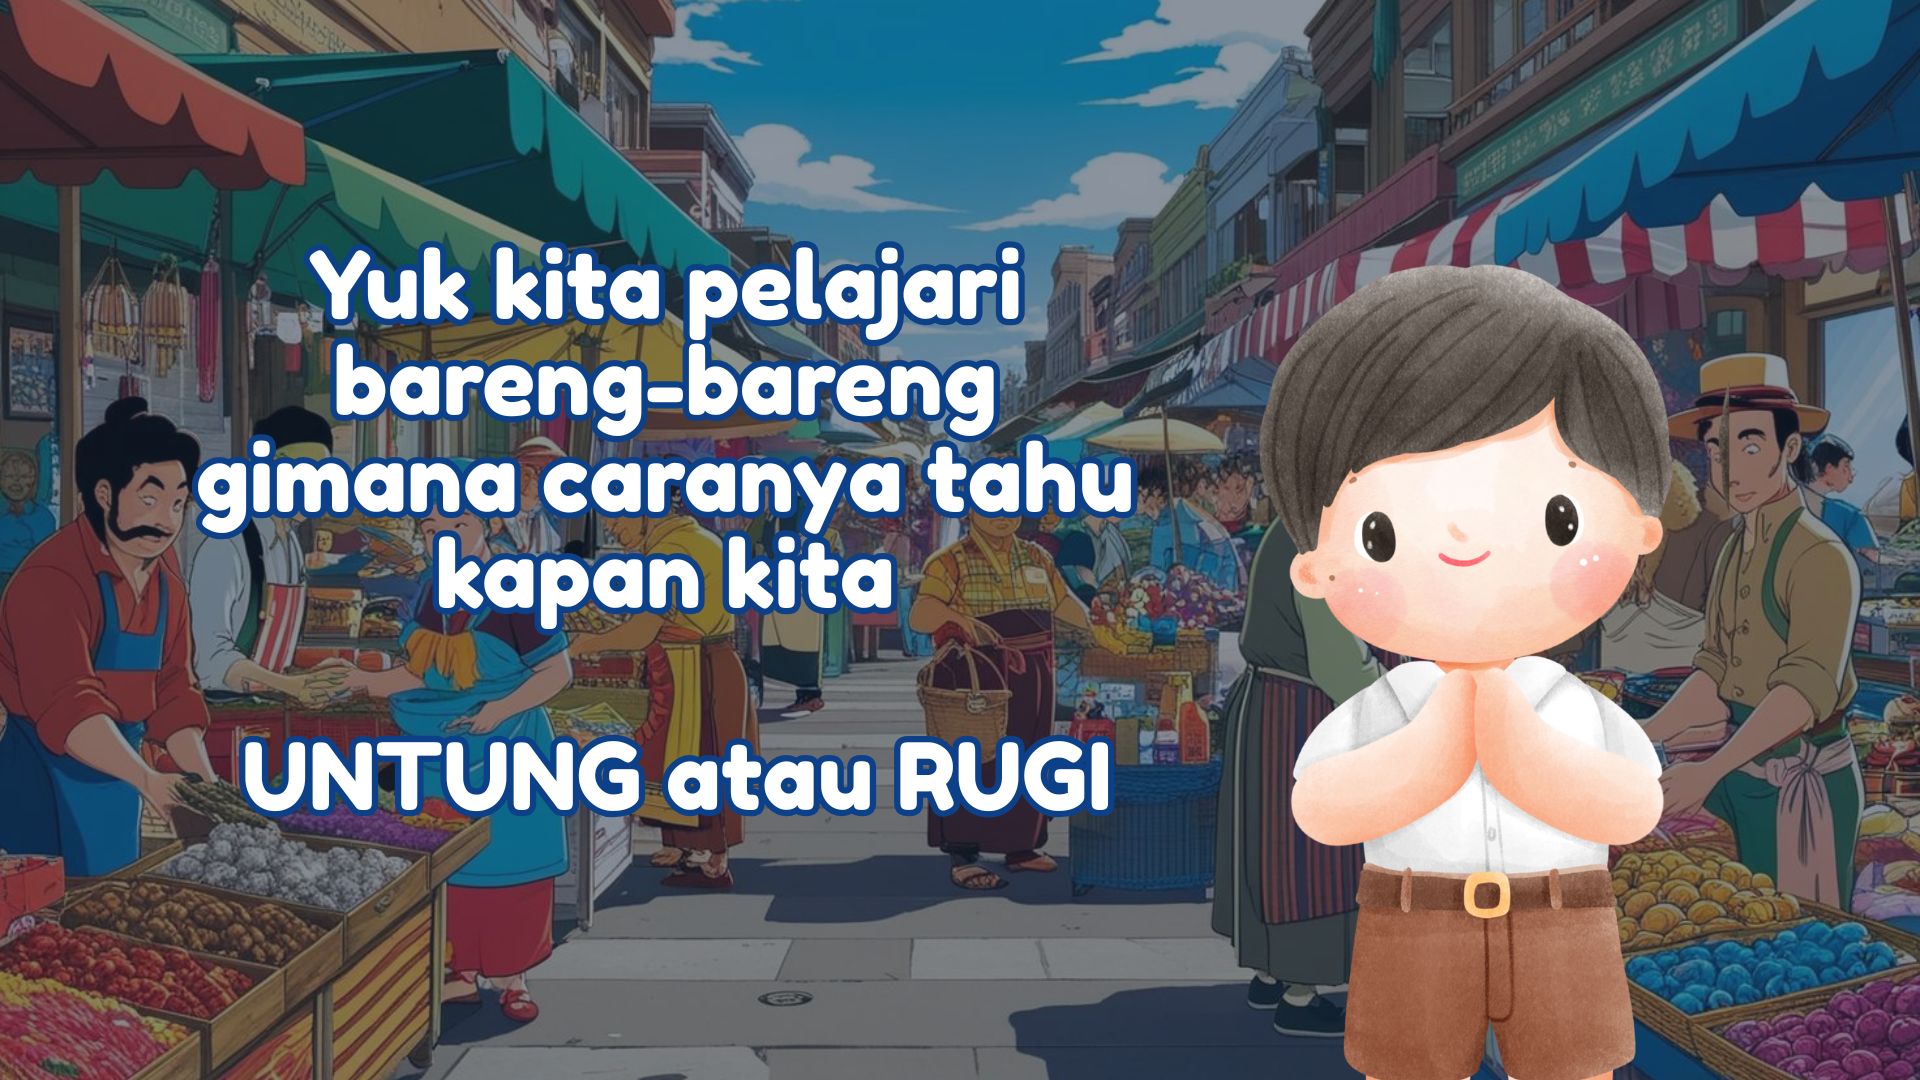 Yuk kita pelajari
bareng-bareng
gimana caranya tahu
kapan kita
UNTUNG atau RUGI